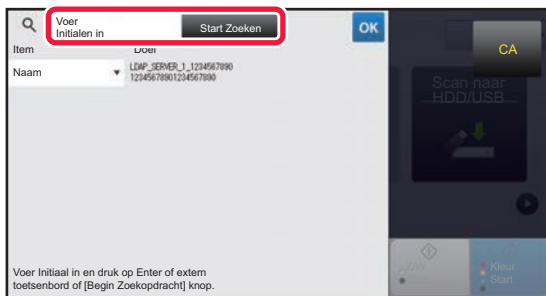 Voer
Initialen in
Start Zoeken
OK
CA
Item
Doel
Naam
LDAP_SERVER_1_1234567890
12345678901234567890
Scan naar
HDD/USB
Z/W
Start
Kleur
Start
Voer Initiaal in en druk op Enter of extern
toetsenbord of [Begin Zoekopdracht] knop.